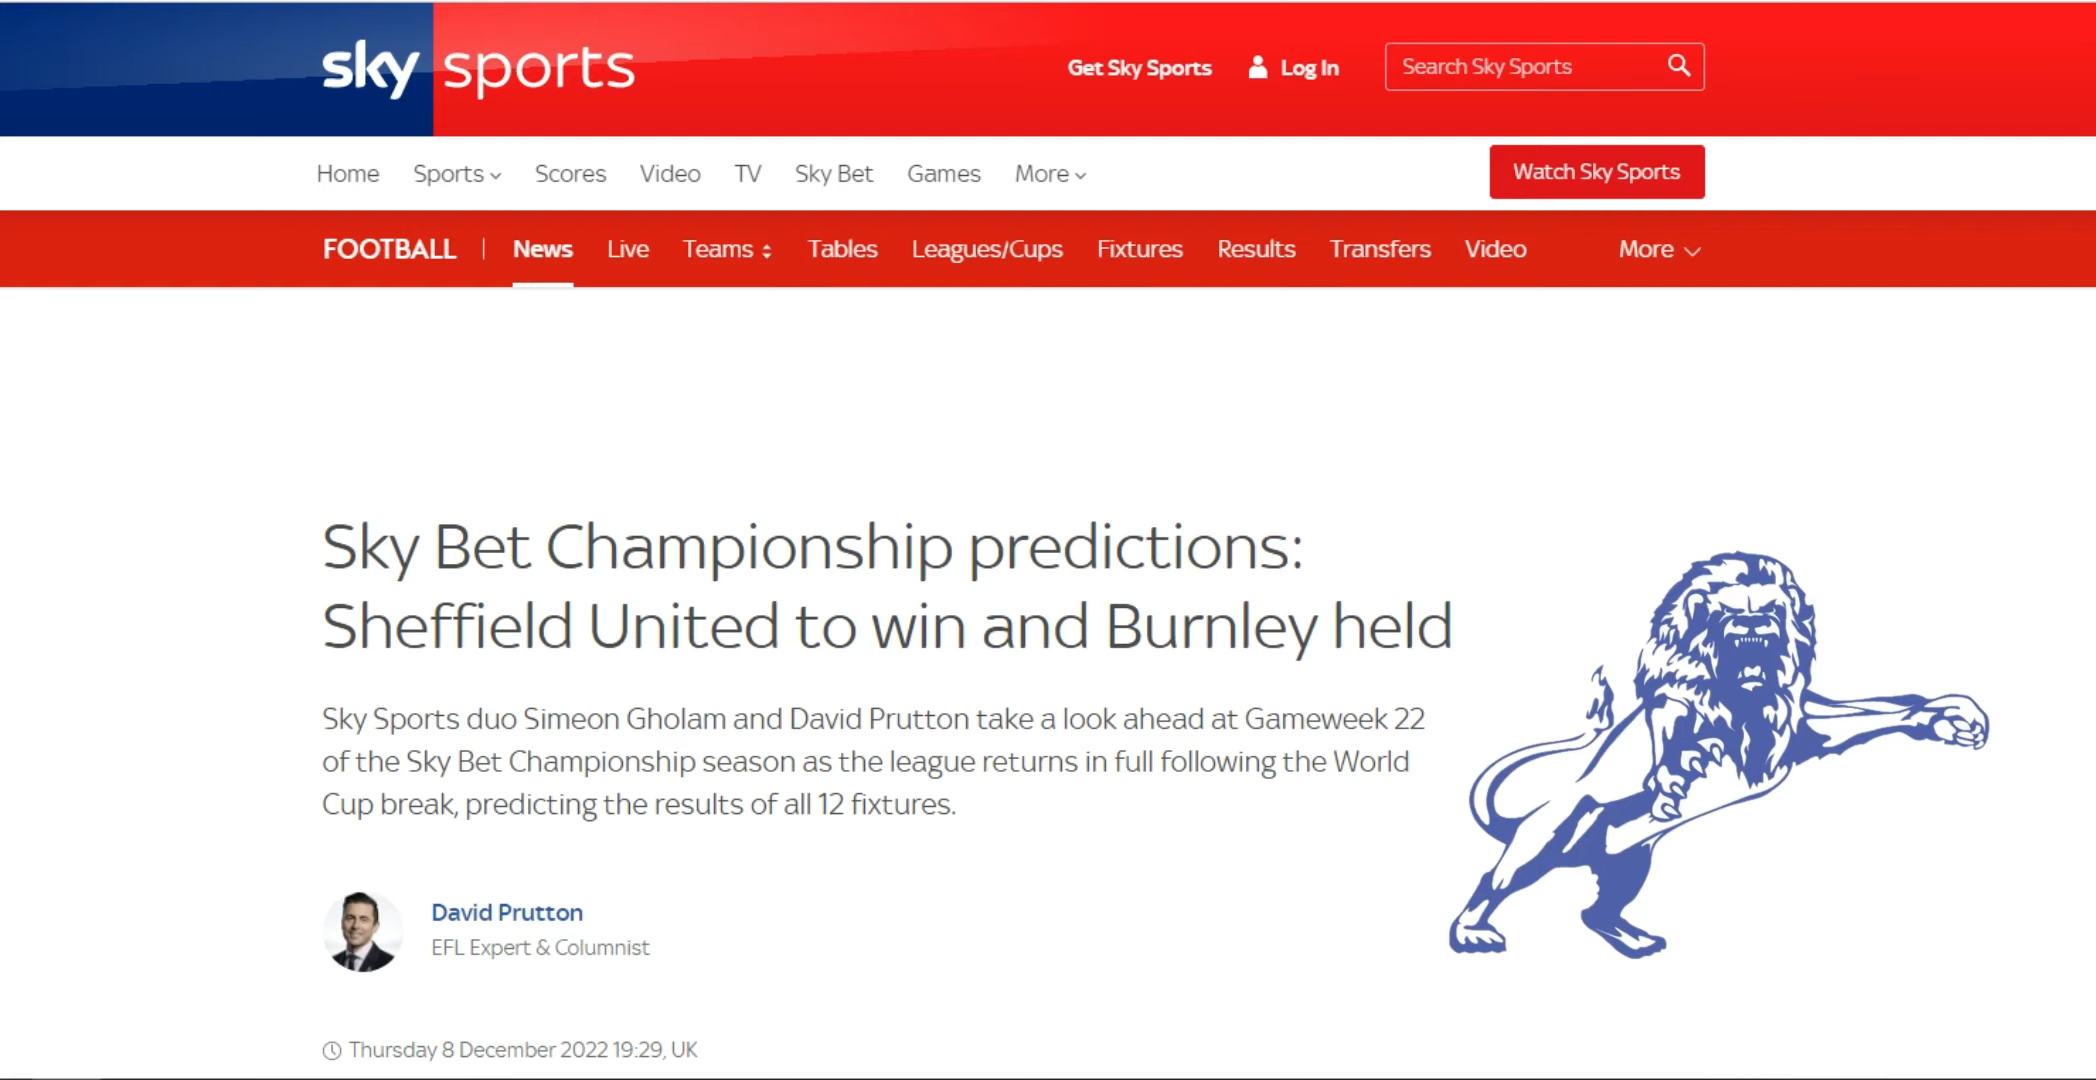 sky sports
Get Sky Sports
Log In
Search Sky Sports
Home Sports Scores Video TV Sky Bet Games More
Watch Sky Sports
FOOTBALL | News Live Teams Tables Leagues/Cups Fixtures Results Transfers Video More
Sky Bet Championship predictions:
Sheffield United to win and Burnley held
Sky Sports duo Simeon Gholam and David Prutton take a look ahead at Gameweek 22
of the Sky Bet Championship season as the league returns in full following the World
Cup break, predicting the results of all 12 fixtures.
David Prutton
EFL Expert & Columnist
Thursday 8 December 2022 19:29, UK